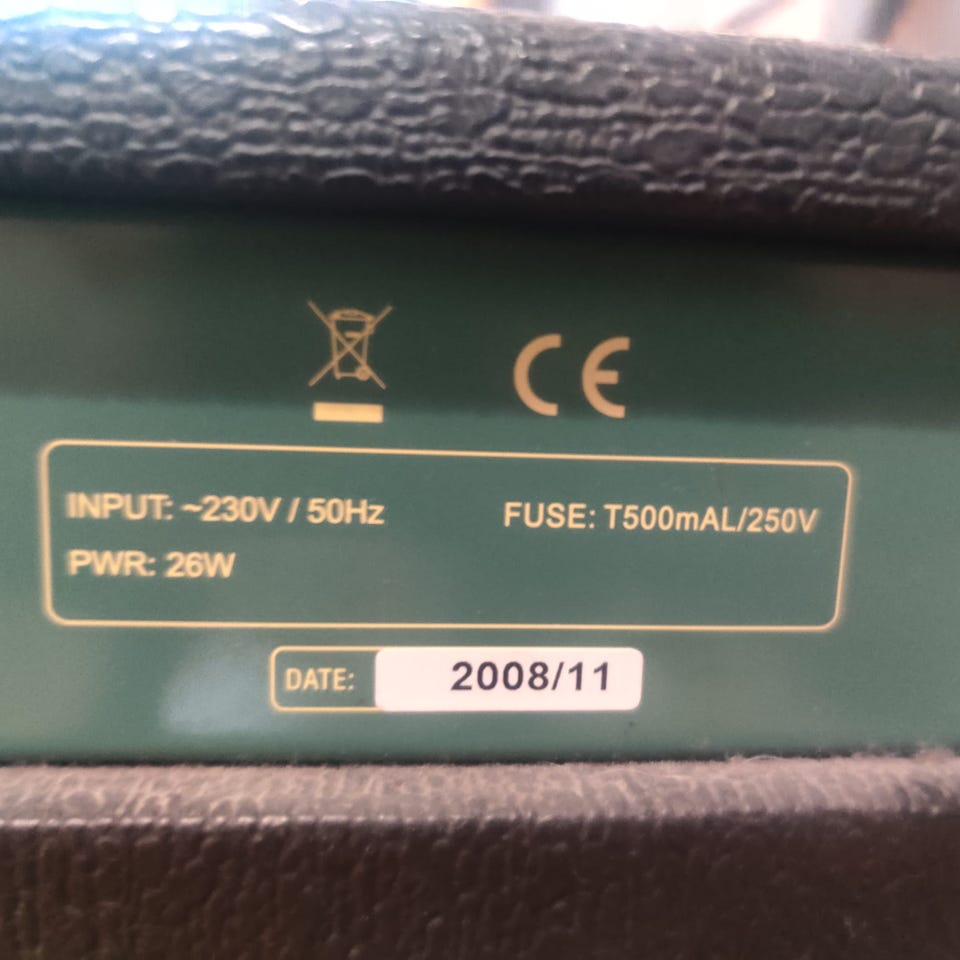 CE
INPUT: ~230V / 50Hz FUSE: T500mAL/250V
PWR: 26W
DATE: 2008/11